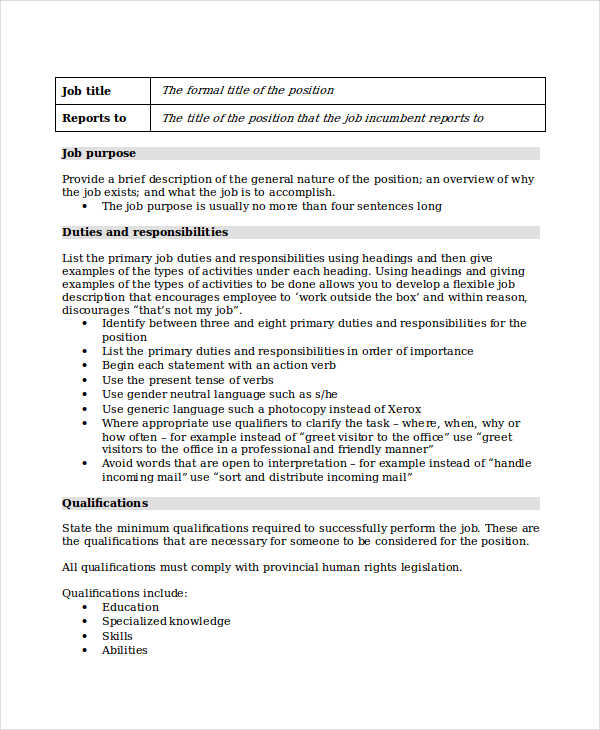 Job title The formal title of the position
Reports to The title of the position that the job incumbent reports to
Job purpose
Provide a brief description of the general nature of the position; an overview of why
the job exists; and what the job is to accomplish.
• The job purpose is usually no more than four sentences long
Duties and responsibilities
List the primary job duties and responsibilities using headings and then give
examples of the types of activities under each heading. Using headings and giving
examples of the types of activities to be done allows you to develop a flexible job
description that encourages employee to ‘work outside the box’ and within reason,
discourages “that’s not my job”.
• Identify between three and eight primary duties and responsibilities for the
position
• List the primary duties and responsibilities in order of importance
• Begin each statement with an action verb
• Use the present tense of verbs
• Use gender neutral language such as s/he
• Use generic language such a photocopy instead of Xerox
• Where appropriate use qualifiers to clarify the task – where, when, why or
how often – for example instead of “greet visitor to the office” use “greet
visitors to the office in a professional and friendly manner”
• Avoid words that are open to interpretation – for example instead of “handle
incoming mail” use “sort and distribute incoming mail”
Qualifications
State the minimum qualifications required to successfully perform the job. These are
the qualifications that are necessary for someone to be considered for the position.
All qualifications must comply with provincial human rights legislation.
Qualifications include:
• Education
• Specialized knowledge
• Skills
• Abilities